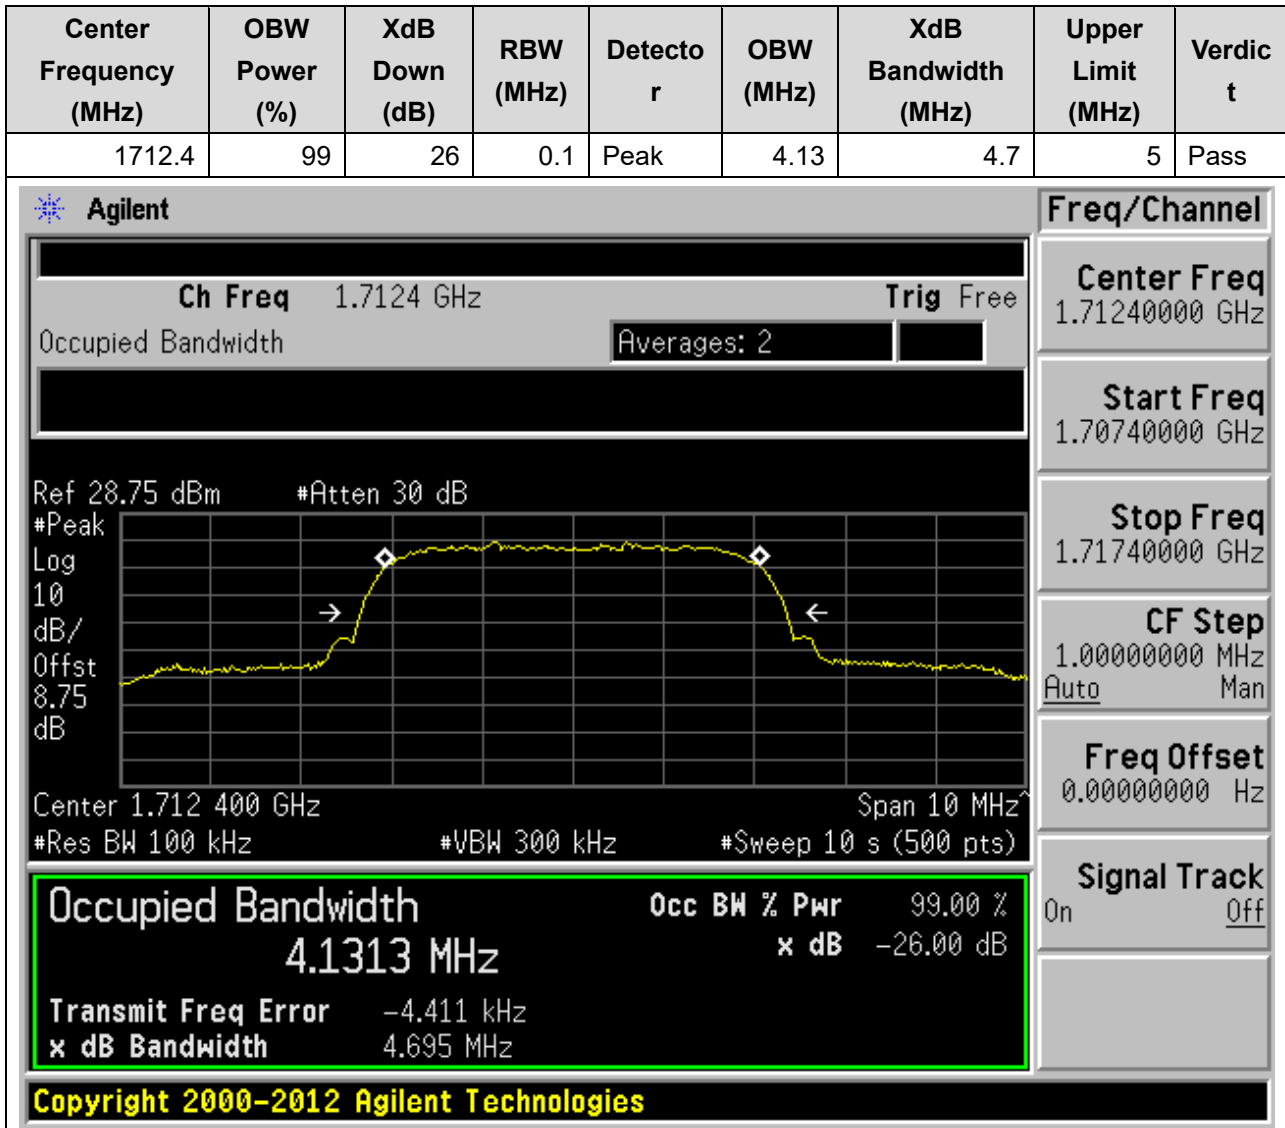 Center Frequency (MHz) OBW Power (%) XdB Down (dB) RBW (MHz) Detecto r OBW (MHz) XdB Bandwidth (MHz) Upper Limit (MHz) Verdic t
1712.4 99 26 0.1 Peak 4.13 4.7 5 Pass
Agilent
Freq/Channel
Ch Freq 1.7124 GHz Trig Free
Occupied Bandwidth Averages: 2
Center Freq
1.71240000 GHz
Start Freq
1.70740000 GHz
Stop Freq
1.71740000 GHz
CF Step
1.00000000 MHz
Auto Man
Freq Offset
0.00000000 Hz
Signal Track
On Off
Ref 28.75 dBm #Atten 30 dB
#Peak
Log
10
dB/
Offst
8.75
dB
Center 1.712 400 GHz Span 10 MHz^
#Res BW 100 kHz #VBW 300 kHz #Sweep 10 s (500 pts)
Occupied Bandwidth Occ BW % Pwr 99.00 %
4.1313 MHz x dB -26.00 dB
Transmit Freq Error -4.411 kHz
x dB Bandwidth 4.695 MHz
Copyright 2000-2012 Agilent Technologies